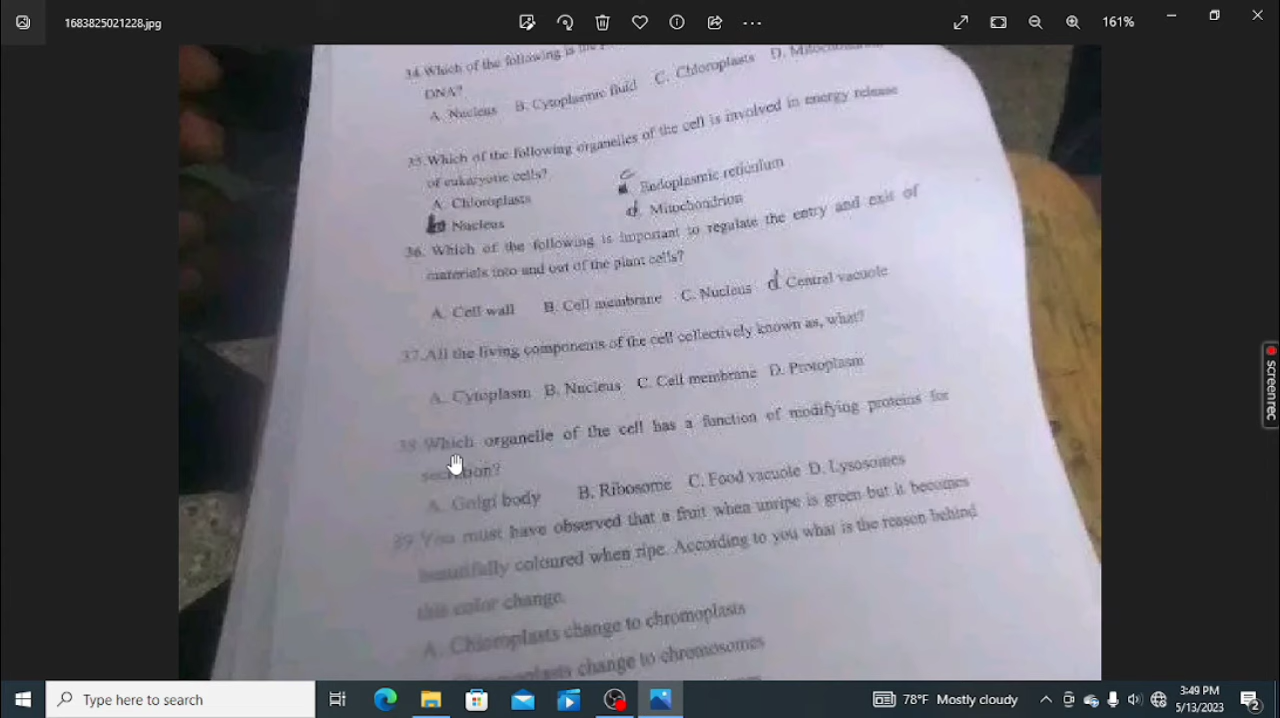 1683825021228.jpg
161%
34. Which of the following is the
DNA?
A. Nucleus B. Cytoplasmic fluid C. Chloroplasts D.
35. Which of the following organelles of the cell is involved in energy release
of eukaryotic cells?
A. Chloroplasts
Endoplasmic reticulum
Nucleus
d. Mitochondrion
36. Which of the following is important to regulate the entry and exit of
materials into and out of the plant cells?
A. Cell wall B. Cell membrane C. Nucleus d. Central vacuole
37. All the living components of the cell collectively known as, what?
A. Cytoplasm B. Nucleus C. Cell membrane D. Protoplasm
38. Which organelle of the cell has a function of modifying proteins for
A. Golgi body B. Ribosome C. Food vacuole D. Lysosomes
39. You must have observed that a fruit when unripe is green but it becomes
beautifully coloured when ripe. According to you what is the reason behind
this color change.
A. Chloroplasts change to chromoplasts
change to chromosomes
screenrec
Type here to search
78°F Mostly cloudy
3:49 PM
5/13/2023
2